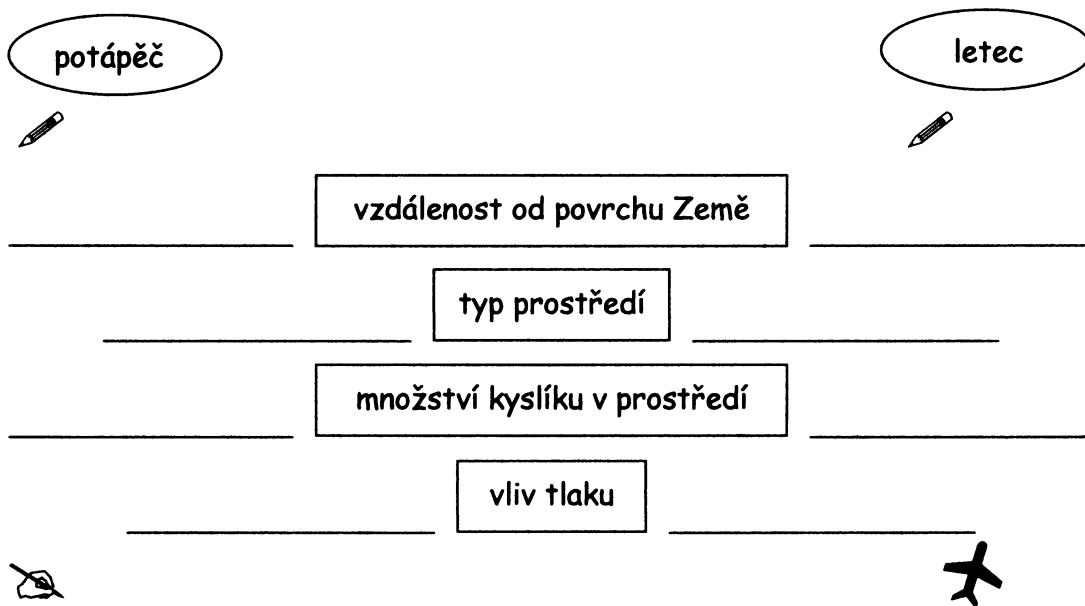 potápěč
letec
vzdálenost od povrchu Země
typ prostředí
množství kyslíku v prostředí
vliv tlaku